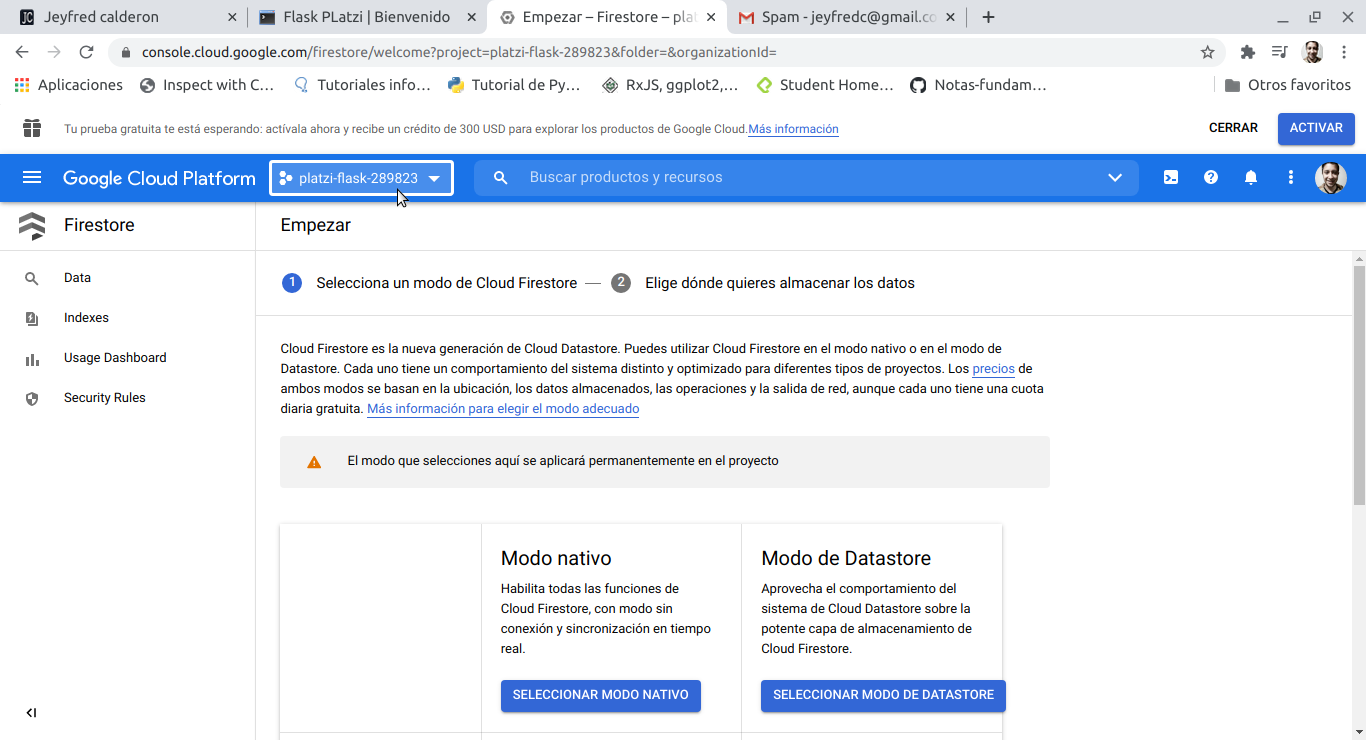 Jeyfred calderon
Flask PLatzi | Bienvenido
Empezar – Firestore – plat
Spam - jeyfredc@gmail.co
console.cloud.google.com/firestore/welcome?project=platzi-flask-289823&folder=&organizationId=
Aplicaciones
Inspect with C...
Tutoriales info...
Tutorial de Py...
RxJS, ggplot2,...
Student Home...
Notas-fundam...
Otros favoritos
Tu prueba gratuita te está esperando: actívala ahora y recibe un crédito de 300 USD para explorar los productos de Google Cloud. Más información
CERRAR
ACTIVAR
Google Cloud Platform
platzi-flask-289823
Buscar productos y recursos
Firestore
Empezar
Data
Indexes
Usage Dashboard
Security Rules
1 Selecciona un modo de Cloud Firestore — 2 Elige dónde quieres almacenar los datos
Cloud Firestore es la nueva generación de Cloud Datastore. Puedes utilizar Cloud Firestore en el modo nativo o en el modo de
Datastore. Cada uno tiene un comportamiento del sistema distinto y optimizado para diferentes tipos de proyectos. Los precios de
ambos modos se basan en la ubicación, los datos almacenados, las operaciones y la salida de red, aunque cada uno tiene una cuota
diaria gratuita. Más información para elegir el modo adecuado
El modo que selecciones aquí se aplicará permanentemente en el proyecto
Modo nativo
Habilita todas las funciones de
Cloud Firestore, con modo sin
conexión y sincronización en tiempo
real.
SELECCIONAR MODO NATIVO
Modo de Datastore
Aprovecha el comportamiento del
sistema de Cloud Datastore sobre la
potente capa de almacenamiento de
Cloud Firestore.
SELECCIONAR MODO DE DATASTORE